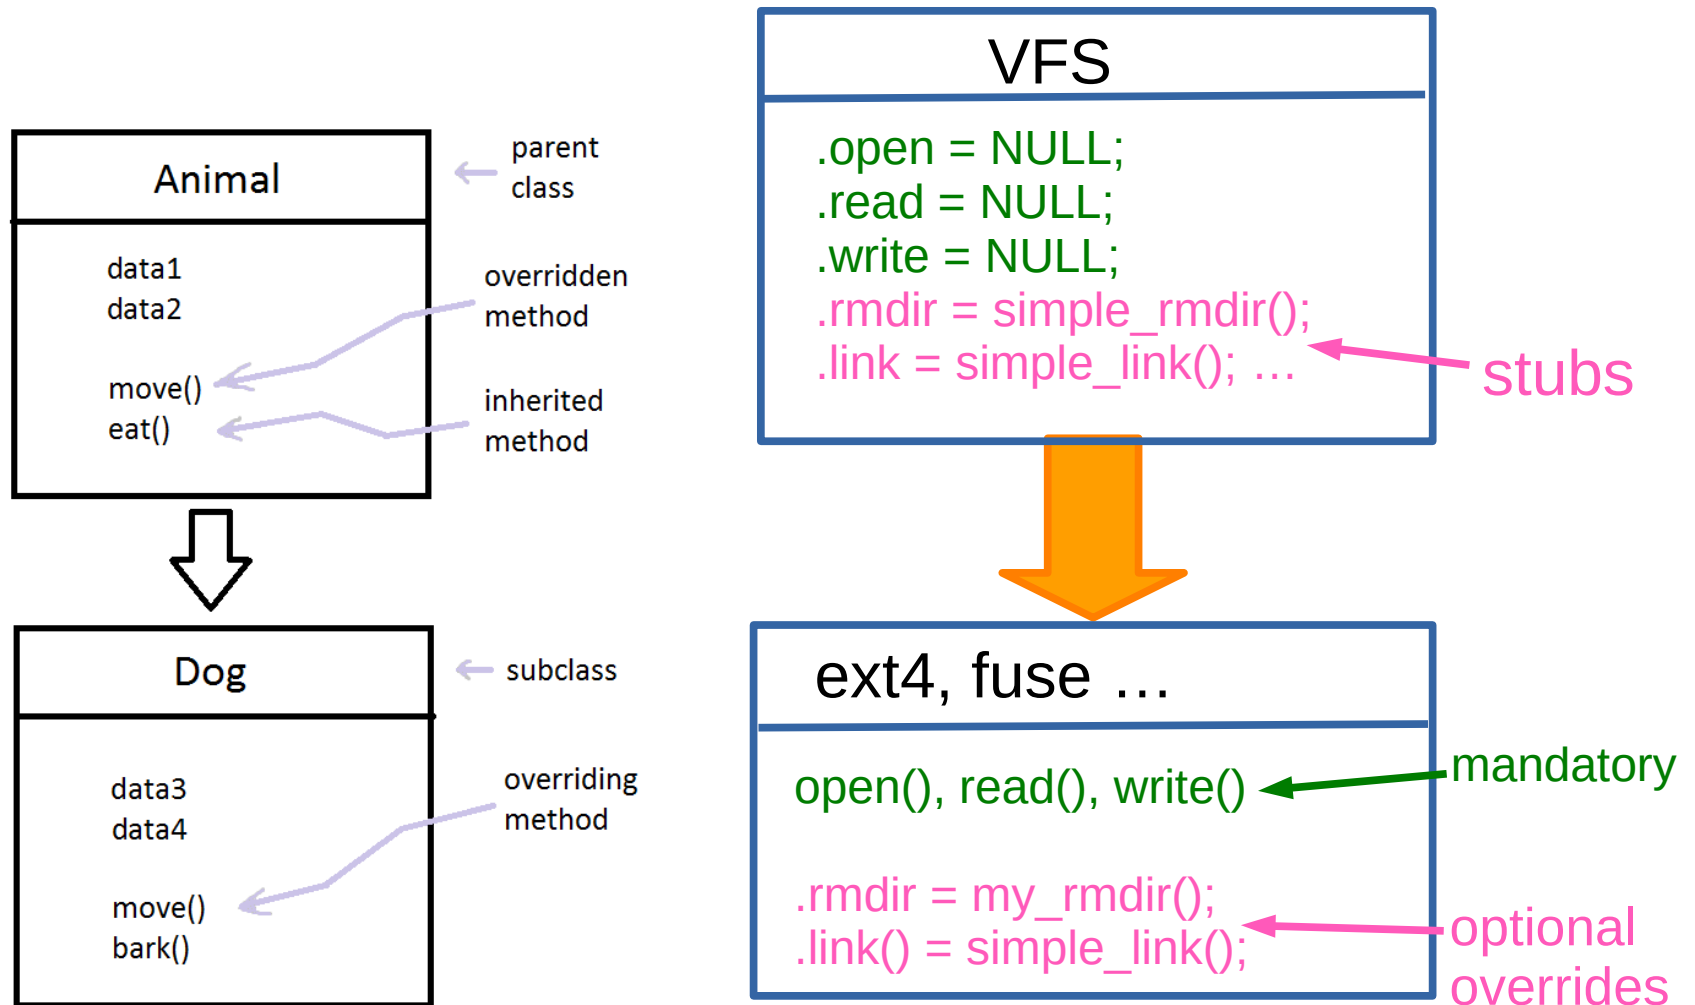 Animal
parent
class
data1
data2
overridden
method
move()
eat()
inherited
method
Dog
subclass
data3
data4
overriding
method
move()
bark()
VFS
.open = NULL;
.read = NULL;
.write = NULL;
.rmdir = simple_rmdir();
.link = simple_link(); ...
stubs
ext4, fuse ...
open(), read(), write()
mandatory
.rmdir = my_rmdir();
.link() = simple_link();
optional
overrides